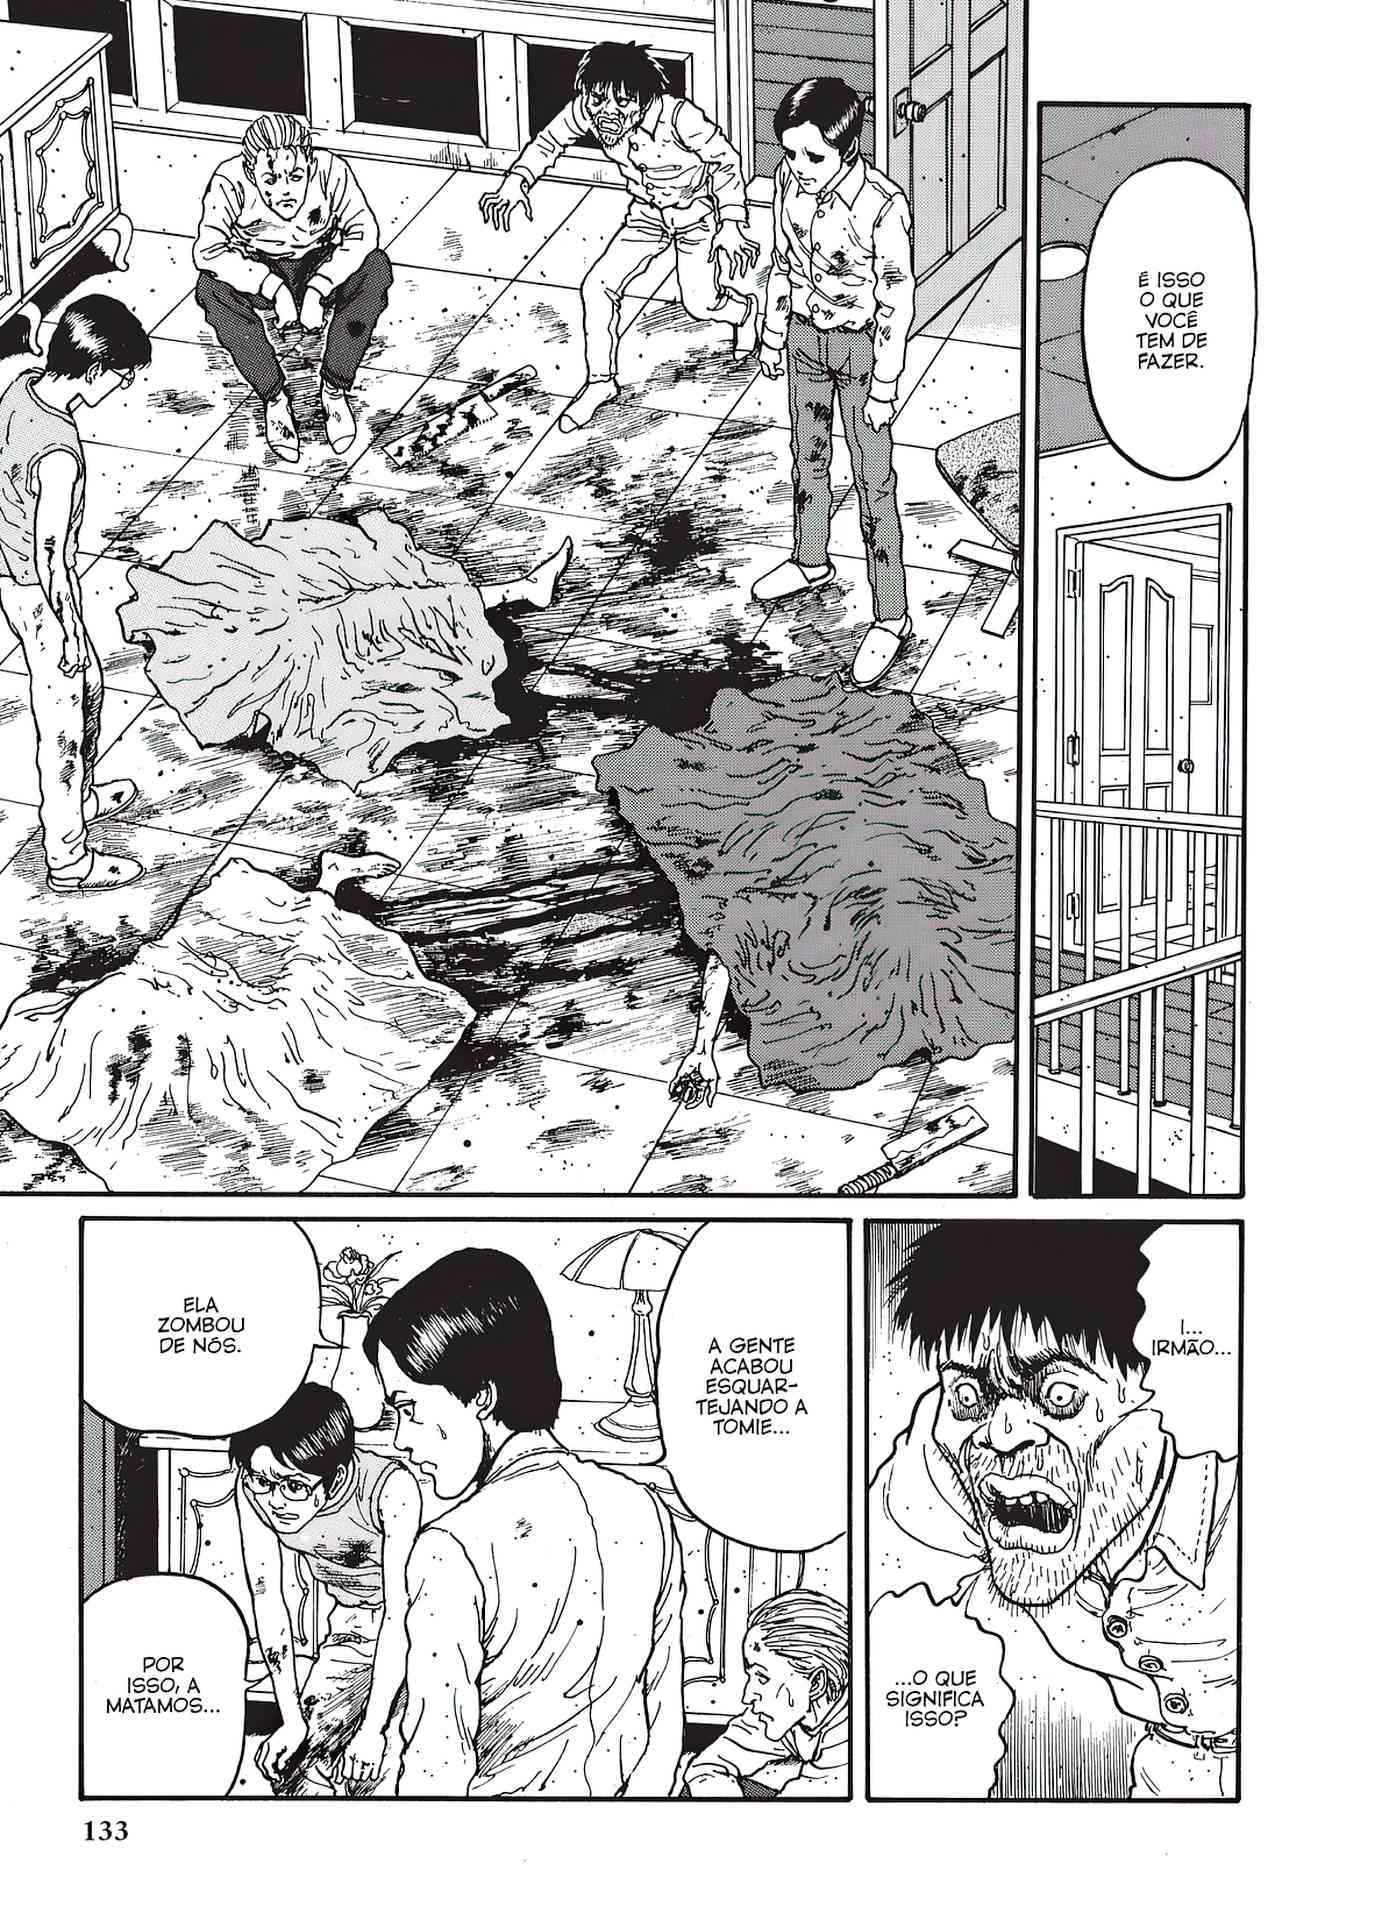 É ISSO
O QUE
VOCÊ
TEM DE
FAZER.
I...
IRMÃO...
...O QUE
SIGNIFICA
ISSO?
A GENTE
ACABOU
ESQUAR-
TEJANDO A
TOMIE...
ELA
ZOMBOU
DE NÓS.
POR
ISSO, A
MATAMOS...
133